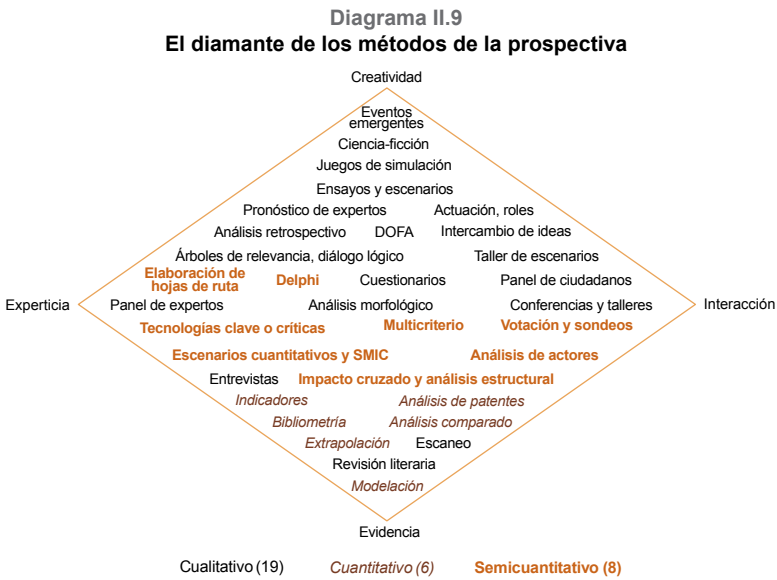 Diagrama II.9
El diamante de los métodos de la prospectiva
Creatividad
Eventos
emergentes
Ciencia-ficción
Juegos de simulación
Ensayos y escenarios
Pronóstico de expertos Actuación, roles
Análisis retrospectivo DOFA Intercambio de ideas
Árboles de relevancia, diálogo lógico Taller de escenarios
Elaboración de
hojas de ruta Delphi Cuestionarios Panel de ciudadanos
Experticia Panel de expertos Análisis morfológico Conferencias y talleres Interacción
Tecnologías clave o críticas Multicriterio Votación y sondeos
Escenarios cuantitativos y SMIC Análisis de actores
Entrevistas Impacto cruzado y análisis estructural
Indicadores Análisis de patentes
Bibliometría Análisis comparado
Extrapolación Escaneo
Revisión literaria
Modelación
Evidencia
Cualitativo (19) Cuantitativo (6) Semicuantitativo (8)